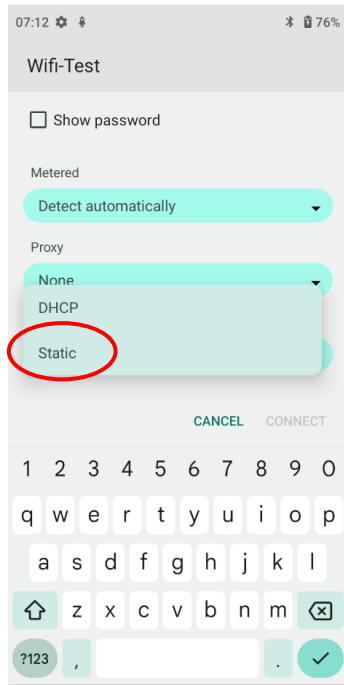 07:12 76%
Wifi-Test
Show password
Metered
Detect automatically
Proxy
None
DHCP
Static
CANCEL CONNECT
1 2 3 4 5 6 7 8 9 0
q w e r t y u i o p
a s d f g h j k l
z x c v b n m
?123 , .